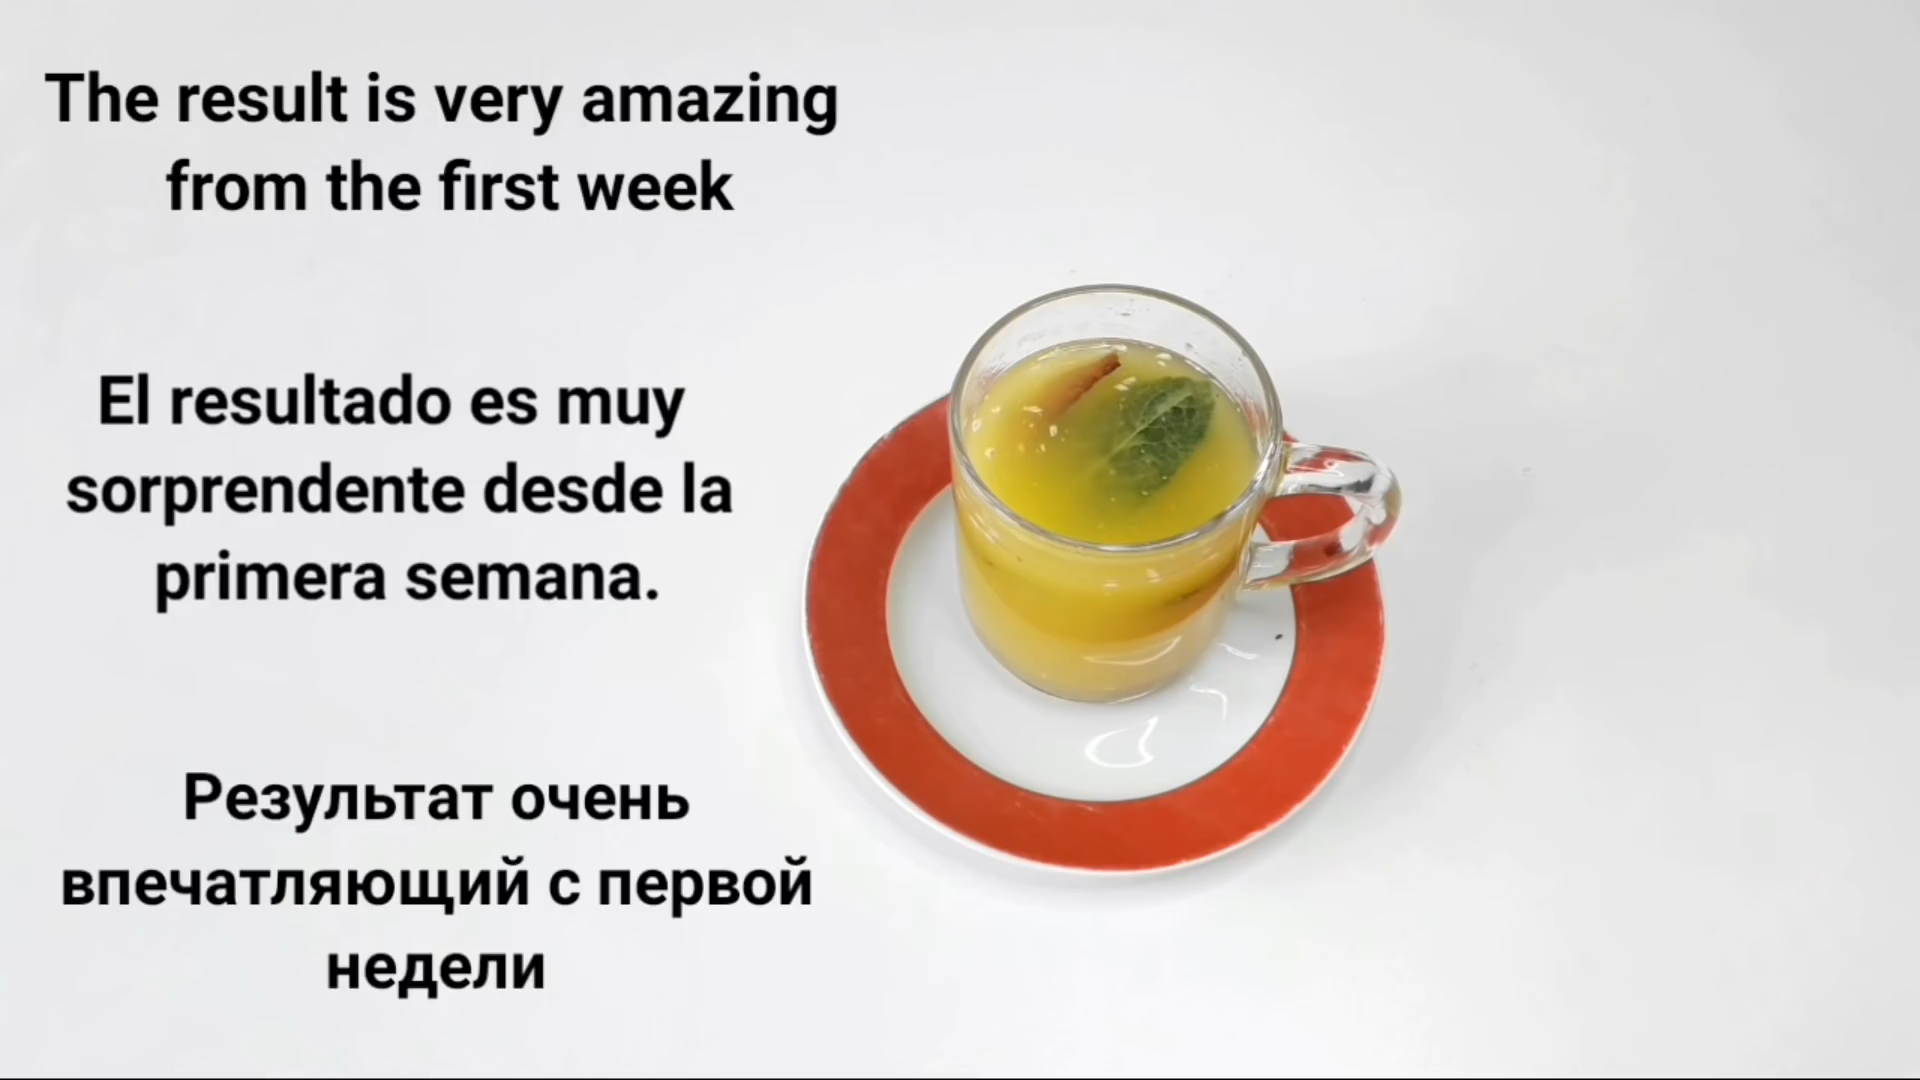 The result is very amazing
from the first week
El resultado es muy
sorprendente desde la
primera semana.
Результат очень
впечатляющий с первой
недели